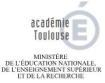 académie
Toulouse
MINISTÈRE
DE L'ÉDUCATION NATIONALE,
DE L'ENSEIGNEMENT SUPÉRIEUR
ET DE LA RECHERCHE